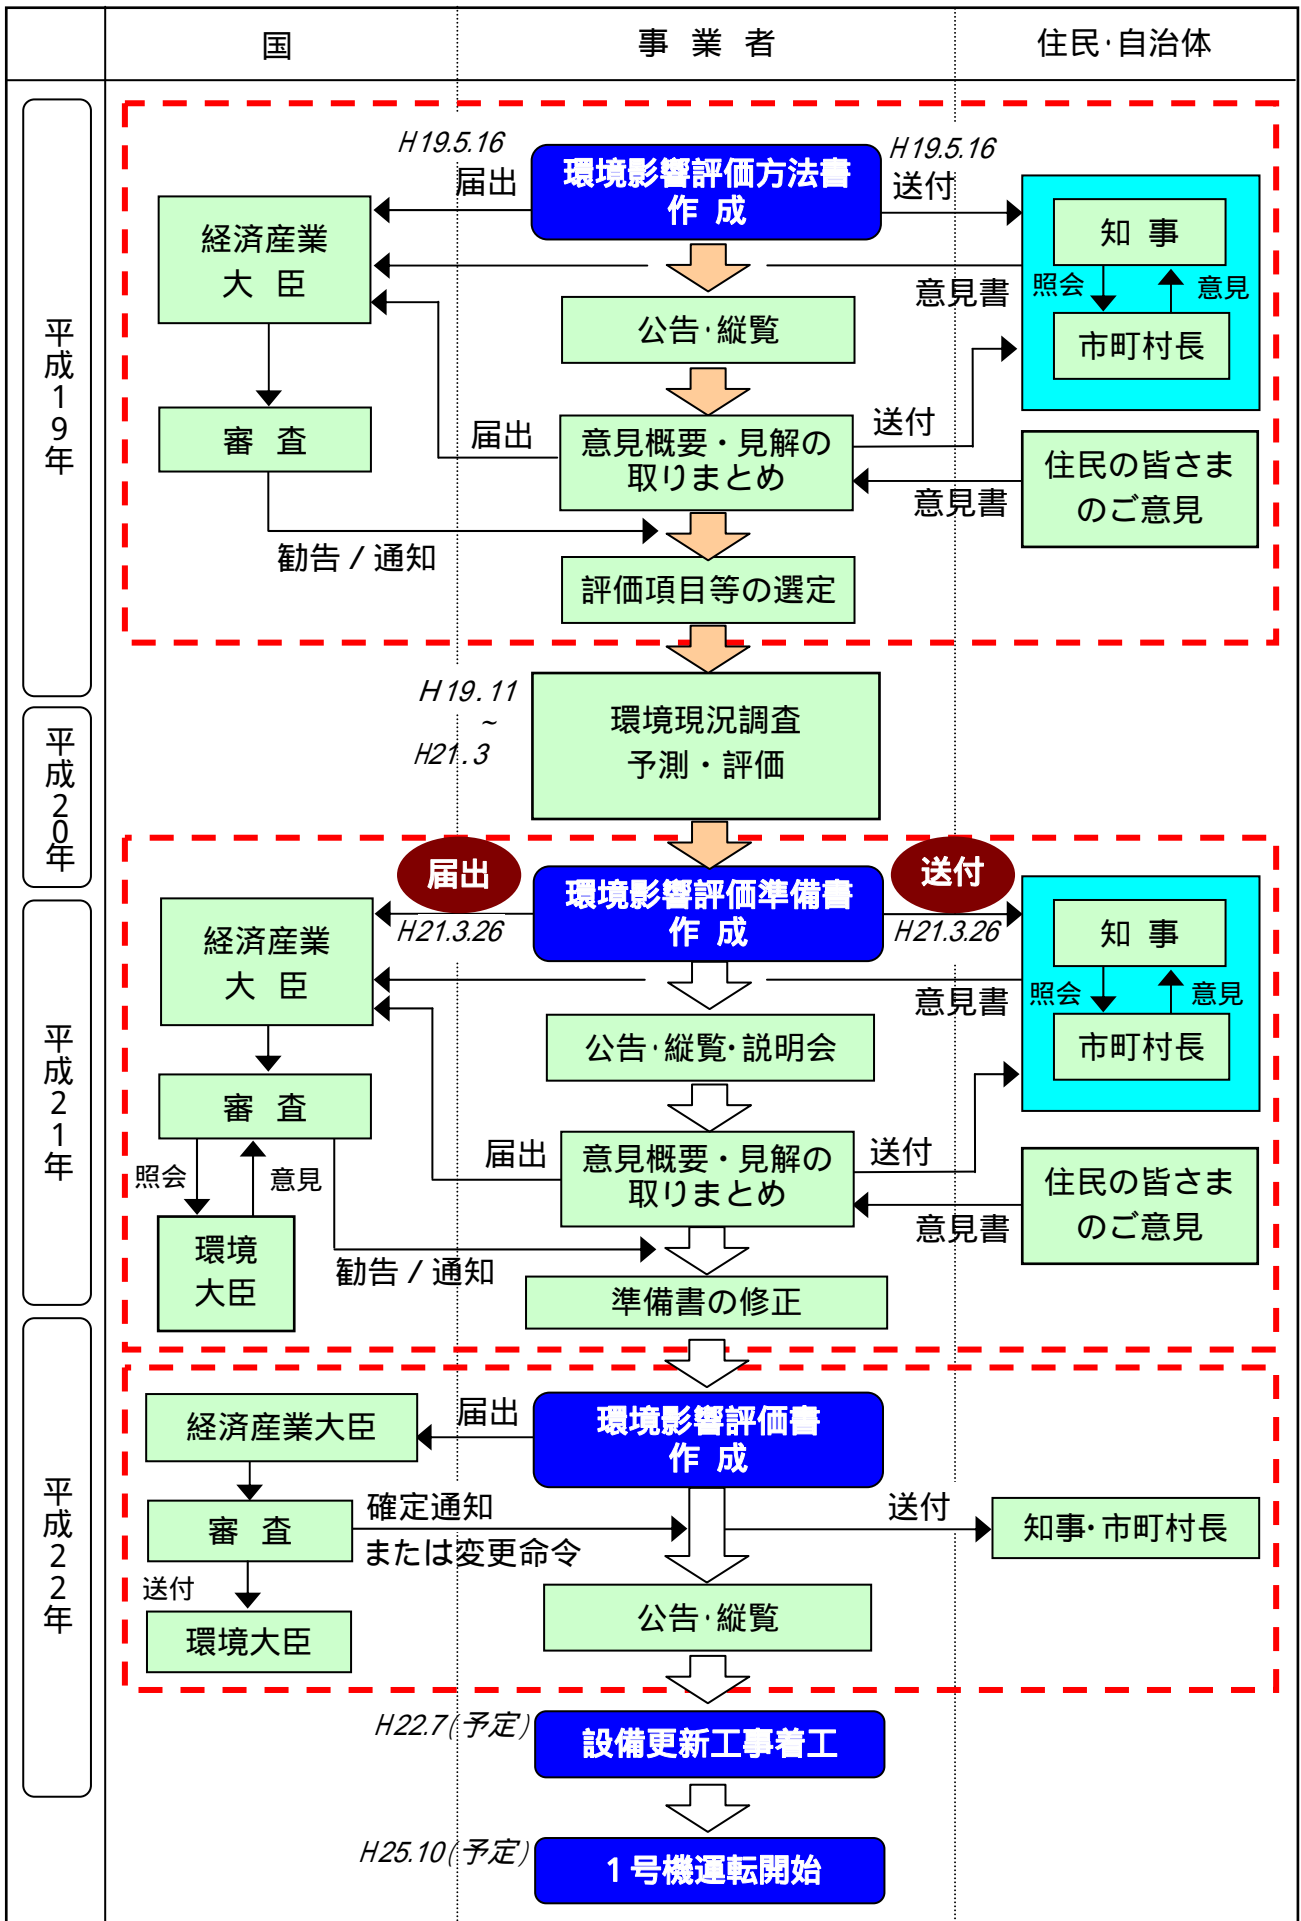 国
事 業 者
住民･自治体
平成19年
H19.5.16
届出
環境影響評価方法書
作 成
H19.5.16
送付
経済産業
大 臣
知 事
照会
意見
意見書
市町村長
公告･縦覧
審 査
届出
意見概要・見解の
取りまとめ
送付
住民の皆さま
のご意見
意見書
勧告 / 通知
評価項目等の選定
H19.11
~
H21.3
環境現況調査
予測・評価
平成20年
届出
環境影響評価準備書
作 成
送付
H21.3.26
H21.3.26
平成21年
経済産業
大 臣
知 事
照会
意見
意見書
市町村長
公告･縦覧･説明会
審 査
届出
意見概要・見解の
取りまとめ
送付
住民の皆さま
のご意見
意見書
照会
意見
環境
大臣
勧告 / 通知
準備書の修正
平成22年
経済産業大臣
届出
環境影響評価書
作 成
審 査
確定通知
または変更命令
送付
知事･市町村長
送付
環境大臣
公告･縦覧
H22.7(予定)
設備更新工事着工
H25.10(予定)
1号機運転開始